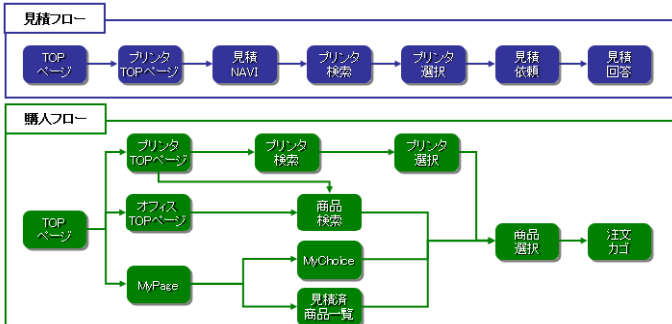 見積フロー
TOP
ページ
プリンタ
TOPページ
見積
NAVI
プリンタ
検索
プリンタ
選択
見積
依頼
見積
回答
購入フロー
プリンタ
TOPページ
プリンタ
検索
プリンタ
選択
TOP
ページ
オフィス
TOPページ
商品
検索
商品
選択
注文
カゴ
MyPage
MyChoice
見積済
商品一覧